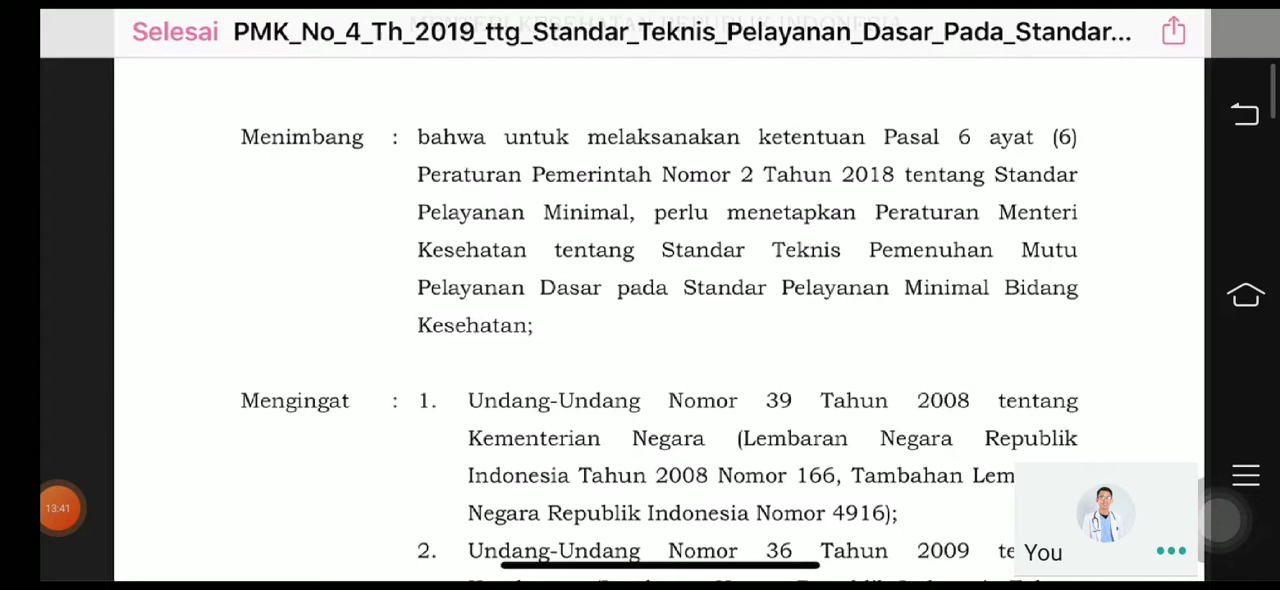 MENTERI KESEHATAN REPUBLIK INDONESIA
Selesai PMK_No_4_Th_2019_ttg_Standar_Teknis_Pelayanan_Dasar_Pada_Standar...
Menimbang : bahwa untuk melaksanakan ketentuan Pasal 6 ayat (6)
Peraturan Pemerintah Nomor 2 Tahun 2018 tentang Standar
Pelayanan Minimal, perlu menetapkan Peraturan Menteri
Kesehatan tentang Standar Teknis Pemenuhan Mutu
Pelayanan Dasar pada Standar Pelayanan Minimal Bidang
Kesehatan;
Mengingat : 1. Undang-Undang Nomor 39 Tahun 2008 tentang
Kementerian Negara (Lembaran Negara Republik
Indonesia Tahun 2008 Nomor 166, Tambahan Lem
Negara Republik Indonesia Nomor 4916);
13:41
2. Undang-Undang Nomor 36 Tahun 2009 te
You